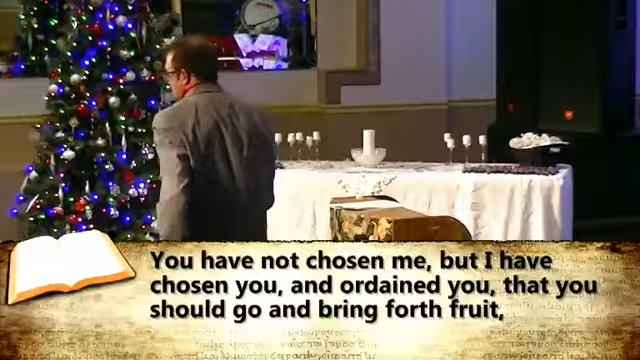 You have not chosen me, but I have
chosen you, and ordained you, that you
should go and bring forth fruit,